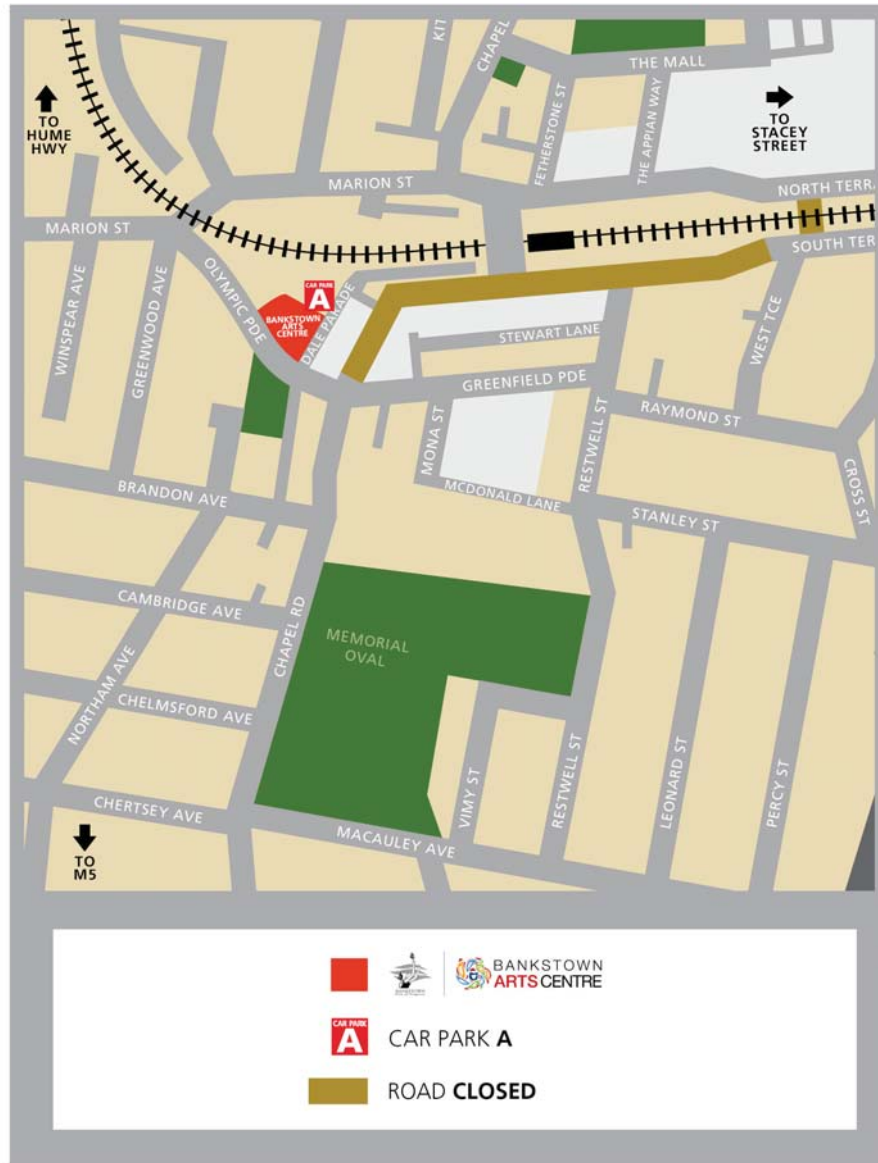 KIT
CHAPEL
THE MALL
TO
HUME
HWY
FETHERSTONE ST
THE APPIAN WAY
TO
STACEY
STREET
MARION ST
NORTH TERRA
MARION ST
SOUTH TER
WINSPEAR AVE
GREENWOOD AVE
OLYMPIC PDE
CAR PARK
A
BANKSTOWN
ARTS
CENTRE
DALE PARADE
STEWART LANE
WEST TCE
GREENFIELD PDE
RAYMOND ST
MONA ST
RESTWELL ST
CROSS ST
BRANDON AVE
MCDONALD LANE
STANLEY ST
CAMBRIDGE AVE
CHAPEL RD
MEMORIAL
OVAL
NORTHAM AVE
CHELMSFORD AVE
CHERTSEY AVE
MACAULEY AVE
VIMY ST
RESTWELL ST
LEONARD ST
PERCY ST
TO
M5
BANKSTOWN
ARTS CENTRE
CAR PARK
A
CAR PARK A
ROAD CLOSED